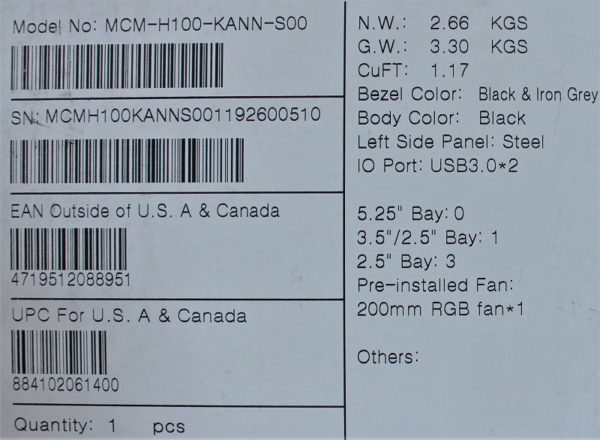 Model No: MCM-H100-KANN-S00
SN: MCMH100KANNS001192600510
EAN Outside of U.S. A & Canada
4719512088951
UPC For U.S. A & Canada
884102061400
Quantity: 1 pcs
N.W.: 2.66 KGS
G.W.: 3.30 KGS
CuFT: 1.17
Bezel Color: Black & Iron Grey
Body Color: Black
Left Side Panel: Steel
IO Port: USB3.0*2
5.25" Bay: 0
3.5"/2.5" Bay: 1
2.5" Bay: 3
Pre-installed Fan:
200mm RGB fan*1
Others: